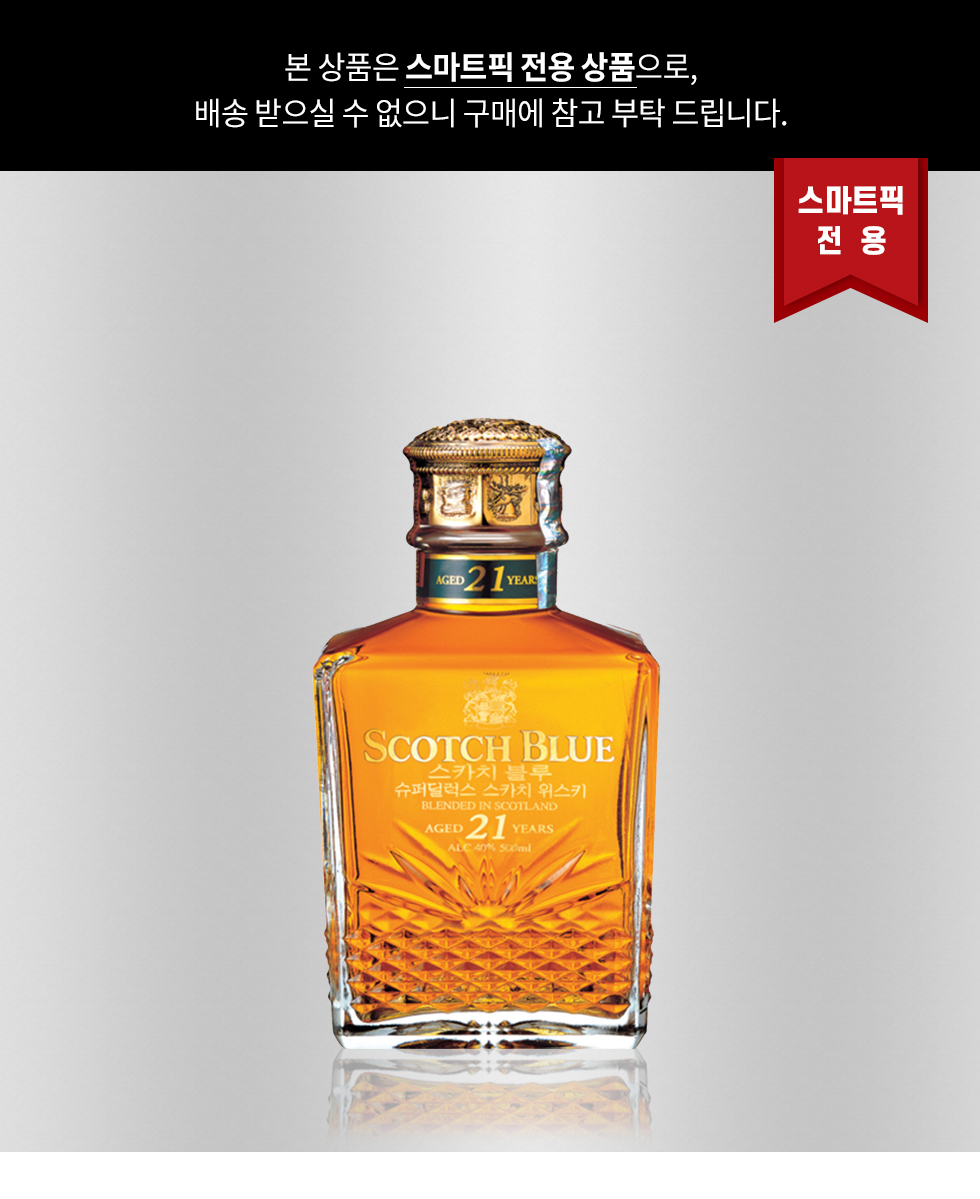 본 상품은 스마트픽 전용 상품으로,
배송 받으실 수 없으니 구매에 참고 부탁 드립니다.
스마트픽
전 용
AGED 21 YEARS
SCOTCH BLUE
스카치 블루
슈퍼딜럭스 스카치 위스키
BLENDED IN SCOTLAND
AGED 21 YEARS
ALC 40% 500ml